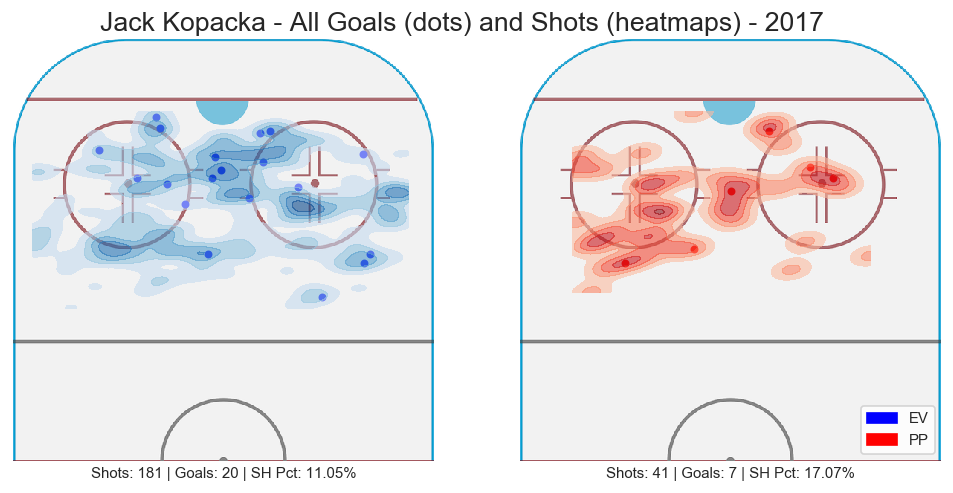 Jack Kopacka - All Goals (dots) and Shots (heatmaps) - 2017
EV
PP
Shots: 181 | Goals: 20 | SH Pct: 11.05%
Shots: 41 | Goals: 7 | SH Pct: 17.07%